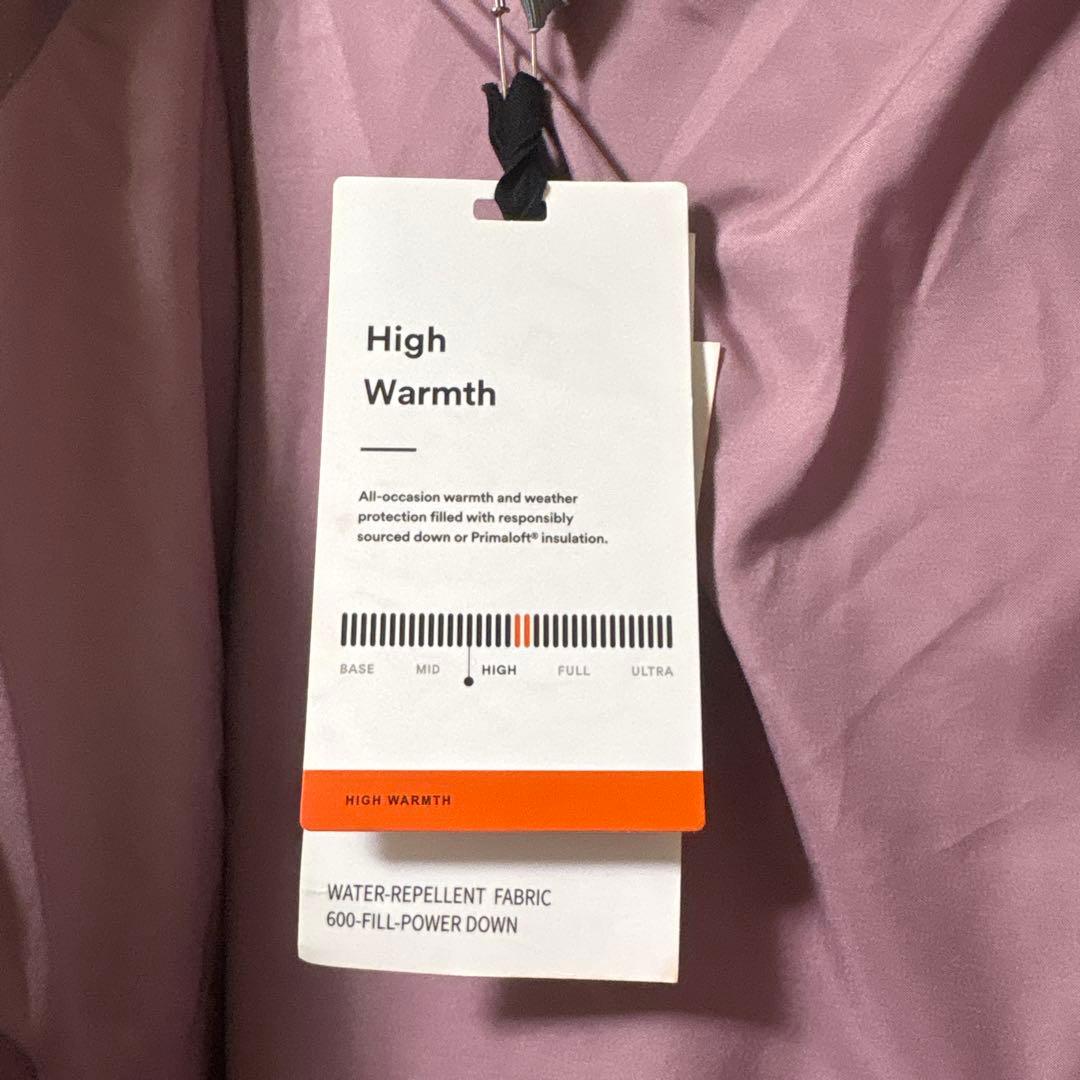 High
Warmth
All-occasion warmth and weather
protection filled with responsibly
sourced down or Primaloft® insulation.
BASE MID HIGH FULL ULTRA
HIGH WARMTH
WATER-REPELLENT FABRIC
600-FILL-POWER DOWN